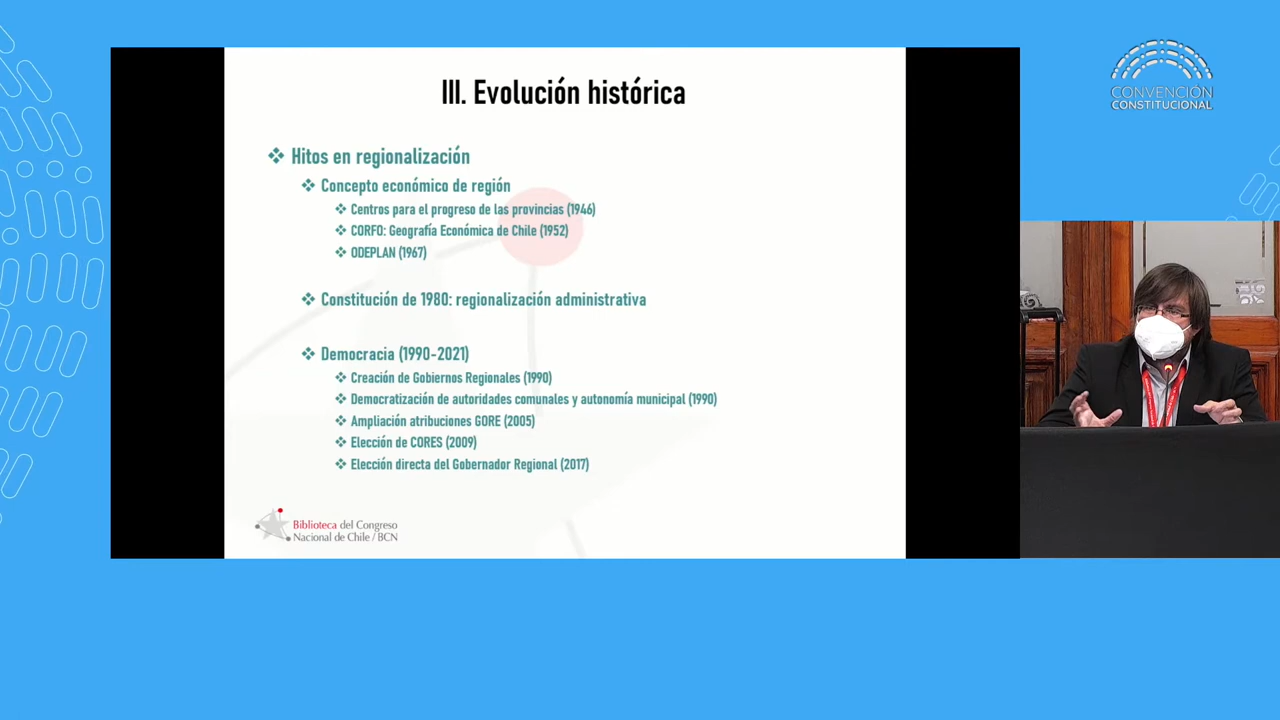 III. Evolución histórica
Hitos en regionalización
Concepto económico de región
Centros para el progreso de las provincias (1946)
CORFO: Geografía Económica de Chile (1952)
ODEPLAN (1967)
Constitución de 1980: regionalización administrativa
Democracia (1990-2021)
Creación de Gobiernos Regionales (1990)
Democratización de autoridades comunales y autonomía municipal (1990)
Ampliación atribuciones GORE (2005)
Elección de CORES (2009)
Elección directa del Gobernador Regional (2017)
Biblioteca del Congreso
Nacional de Chile / BCN
CONVENCIÓN
CONSTITUCIONAL